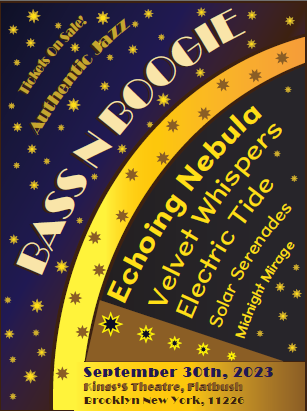 Tickets On Sale!
Authentic Jazz
BASS N BOOGIE
Echoing Nebula
Velvet Whispers
Electric Tide
Solar Serenades
Midnight Mirage
September 30th, 2023
Kings'S Theatre, Flatbush
Brooklyn New York, 11226